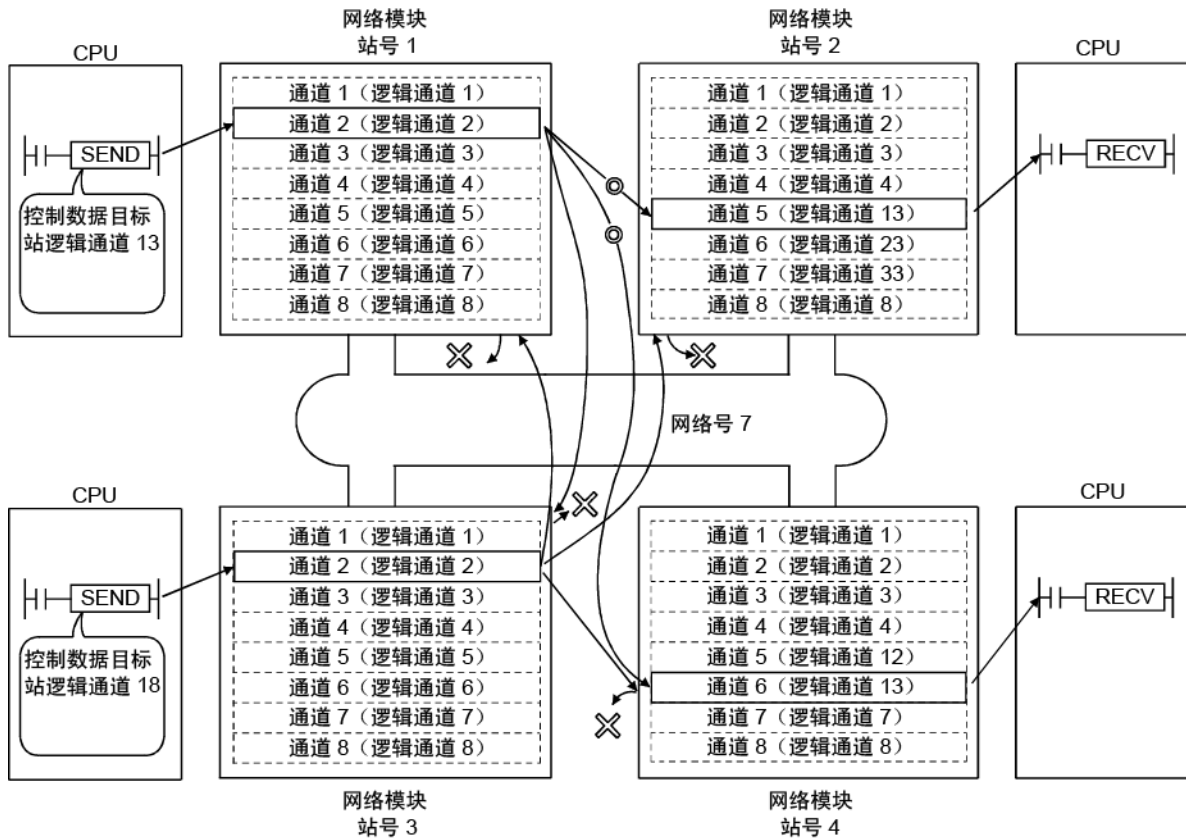 网络模块
站号 1
CPU
SEND
控制数据目标
站逻辑通道 13
通道 1（逻辑通道 1）
通道 2（逻辑通道 2）
通道 3（逻辑通道 3）
通道 4（逻辑通道 4）
通道 5（逻辑通道 5）
通道 6（逻辑通道 6）
通道 7（逻辑通道 7）
通道 8（逻辑通道 8）
网络模块
站号 2
通道 1（逻辑通道 1）
通道 2（逻辑通道 2）
通道 3（逻辑通道 3）
通道 4（逻辑通道 4）
通道 5（逻辑通道 13）
通道 6（逻辑通道 23）
通道 7（逻辑通道 33）
通道 8（逻辑通道 8）
CPU
RECV
网络号 7
CPU
SEND
控制数据目标
站逻辑通道 18
通道 1（逻辑通道 1）
通道 2（逻辑通道 2）
通道 3（逻辑通道 3）
通道 4（逻辑通道 4）
通道 5（逻辑通道 5）
通道 6（逻辑通道 6）
通道 7（逻辑通道 7）
通道 8（逻辑通道 8）
网络模块
站号 3
通道 1（逻辑通道 1）
通道 2（逻辑通道 2）
通道 3（逻辑通道 3）
通道 4（逻辑通道 4）
通道 5（逻辑通道 12）
通道 6（逻辑通道 13）
通道 7（逻辑通道 7）
通道 8（逻辑通道 8）
网络模块
站号 4
CPU
RECV